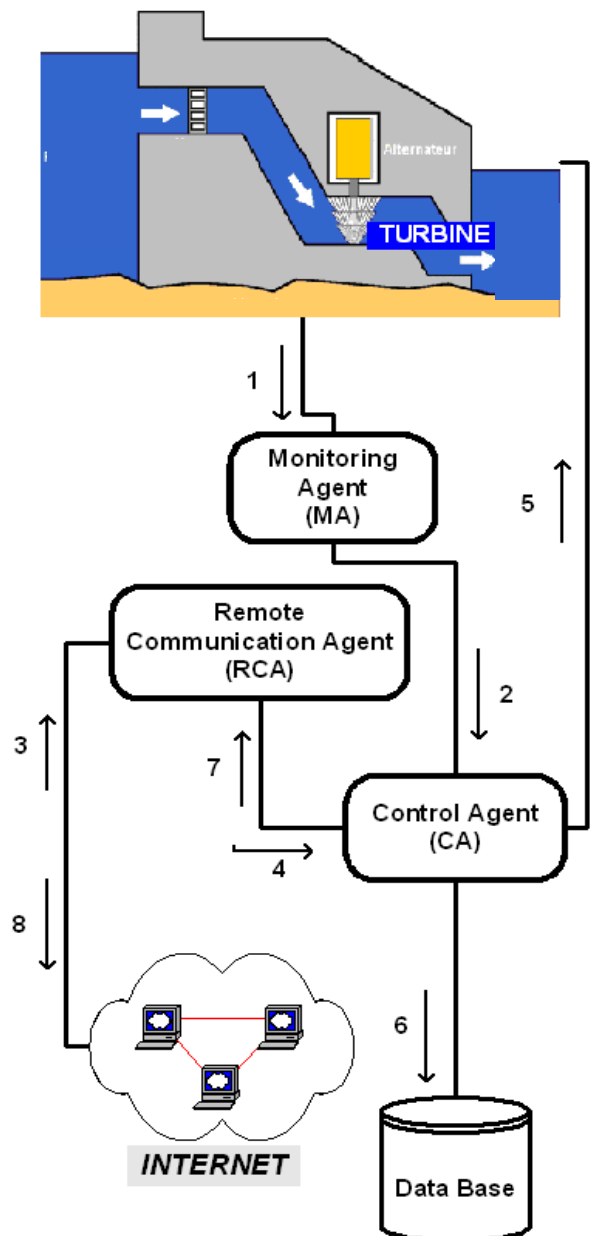 Alternateur
TURBINE
1
Monitoring
Agent
(MA)
5
Remote
Communication Agent
(RCA)
2
3
7
Control Agent
(CA)
4
8
6
INTERNET
Data Base